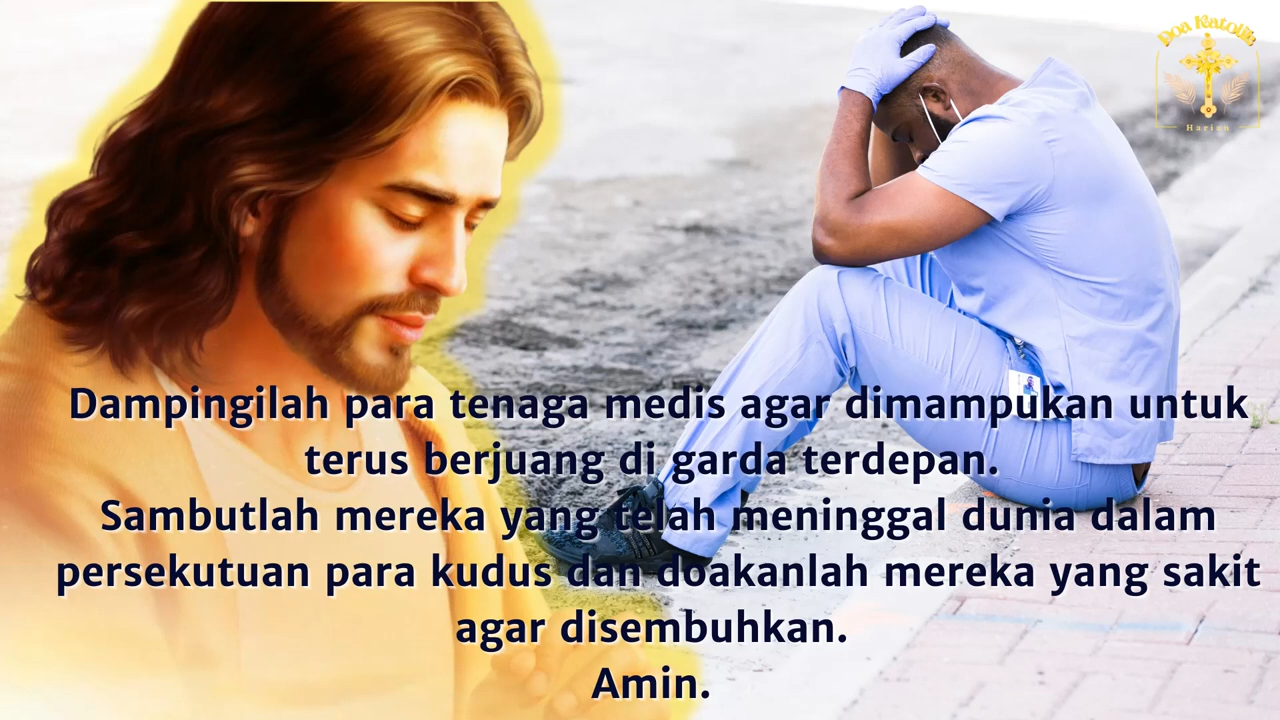 Doa Katolik
Harian
Dampingilah para tenaga medis agar dimampukan untuk
terus berjuang di garda terdepan.
Sambutlah mereka yang telah meninggal dunia dalam
persekutuan para kudus dan doakanlah mereka yang sakit
agar disembuhkan.
Amin.